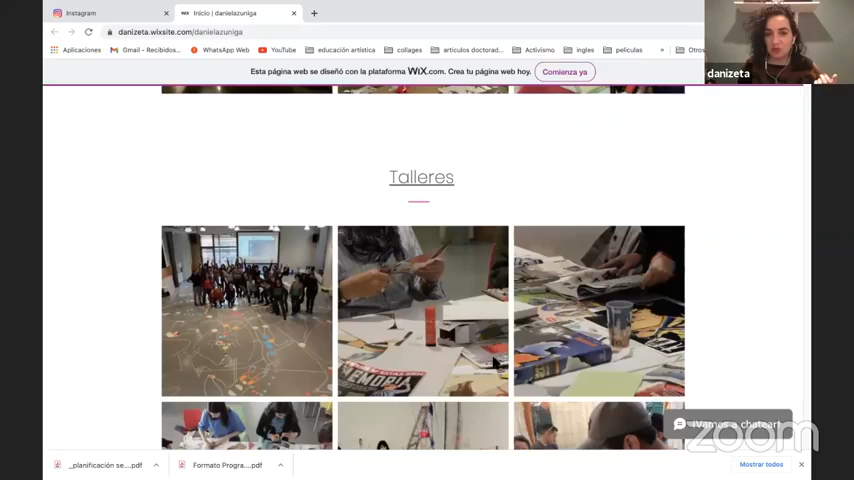 Instagram
Inicio | danielazuniga
danizeta.wixsite.com/danielazuniga
Aplicaciones
Gmail - Recibidos...
WhatsApp Web
YouTube
educación artística
collages
articulos doctorad...
Activismo
ingles
peliculas
»
Otros
Esta página web se diseñó con la plataforma WiX.com. Crea tu página web hoy.
Comienza ya
danizeta
Talleres
MEMORIA
¡Vamos a chatear!
zoom
_planificación se....pdf
Formato Progra....pdf
Mostrar todos